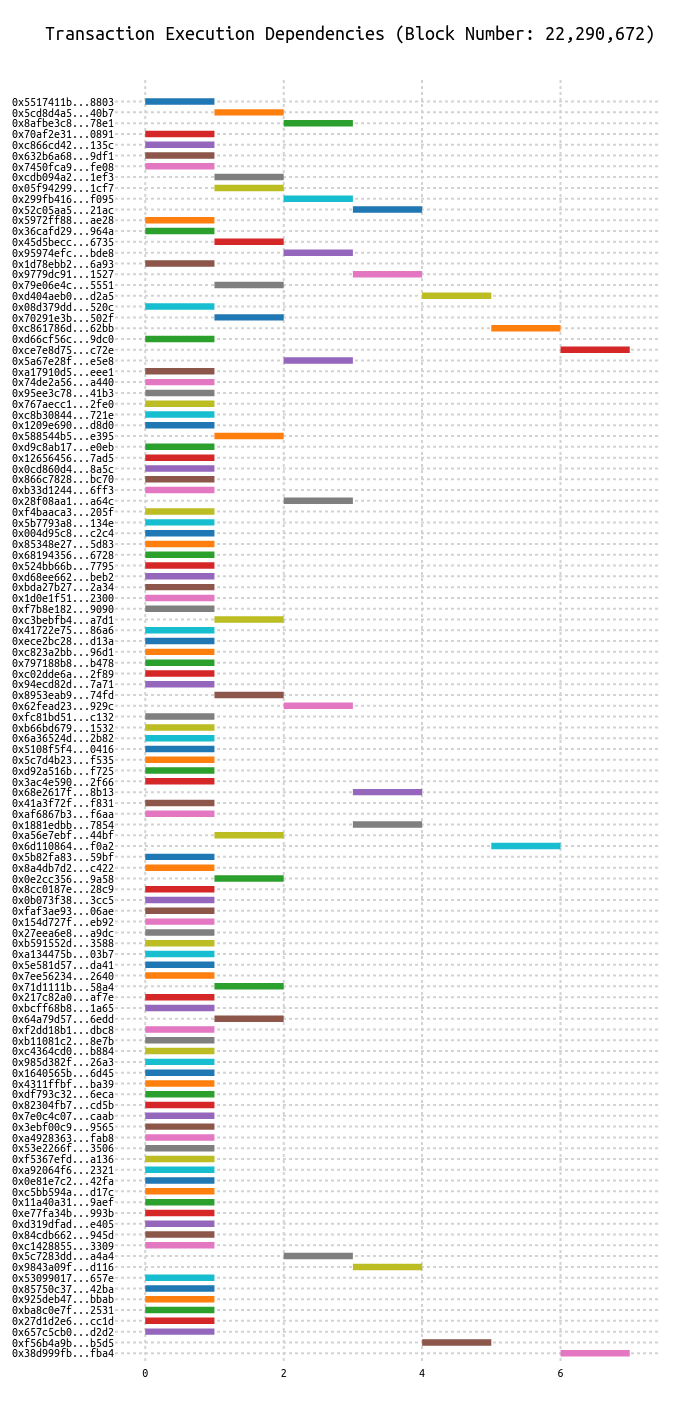 Transaction Execution Dependencies (Block Number: 22,290,672)
0x5517411b...8803
0x5cd8d4a5...40b7
0x8afbe3c8...78e1
0x70af2e31...0891
0xc866cd42...135c
0x632b6a68...9df1
0x7450fca9...fe08
0xcdb094a2...1ef3
0x05f94299...1cf7
0x299fb416...f095
0x52c05aa5...21ac
0x5972ff88...ae28
0x36cafd29...964a
0x45d5becc...6735
0x95974efc...bde8
0x1d78ebb2...6a93
0x9779dc91...1527
0x79e06e4c...5551
0xd404aeb0...d2a5
0x08d379dd...520c
0x70291e3b...502f
0xc861786d...62bb
0xd66cf56c...9dc0
0xce7e8d75...c72e
0x5a67e28f...e5e8
0xa17910d5...eee1
0x74de2a56...a440
0x95ee3c78...41b3
0x767aecc1...2fe0
0xc8b30844...721e
0x1209e690...d8d0
0x588544b5...e395
0xd9c8ab17...e0eb
0x12656456...7ad5
0x0cd860d4...8a5c
0x866c7828...bc70
0xb33d1244...6ff3
0x28f08aa1...a64c
0xf4baaca3...205f
0x5b7793a8...134e
0x004d95c8...c2c4
0x85348e27...5d83
0x68194356...6728
0x524bb66b...7795
0xd68ee662...beb2
0xbda27b27...2a34
0x1d0e1f51...2300
0xf7b8e182...9090
0xc3bebfb4...a7d1
0x41722e75...86a6
0xece2bc28...d13a
0xc823a2bb...96d1
0x797188b8...b478
0xc02dde6a...2f89
0x94ecd82d...7a71
0x8953eab9...74fd
0x62fead23...929c
0xfc81bd51...c132
0xb66bd679...1532
0x6a36524d...2b82
0x5108f5f4...0416
0x5c7d4b23...f535
0xd92a516b...f725
0x3ac4e590...2f66
0x68e2617f...8b13
0x41a3f72f...f831
0xaf6867b3...f6aa
0x1881edbb...7854
0xa56e7ebf...44bf
0x6d110864...f0a2
0x5b82fa83...59bf
0x8a4db7d2...c422
0x0e2cc356...9a58
0x8cc0187e...28c9
0x0b073f38...3cc5
0xfaf3ae93...06ae
0x154d727f...eb92
0x27eea6e8...a9dc
0xb591552d...3588
0xa134475b...03b7
0x5e581d57...da41
0x7ee56234...2640
0x71d1111b...58a4
0x217c82a0...af7e
0xbcff68b8...1a65
0x64a79d57...6edd
0xf2dd18b1...dbc8
0xb11081c2...8e7b
0xc4364cd0...b884
0x985d382f...26a3
0x1640565b...6d45
0x4311ffbf...ba39
0xdf793c32...6eca
0x82304fb7...cd5b
0x7e0c4c07...caab
0x3ebf00c9...9565
0xa4928363...fab8
0x53e2266f...3506
0xf5367efd...a136
0xa92064f6...2321
0x0e81e7c2...42fa
0xc5bb594a...d17c
0x11a40a31...9aef
0xe77fa34b...993b
0xd319dfad...e405
0x84cdb662...945d
0xc1428855...3309
0x5c7283dd...a4a4
0x9843a09f...d116
0x53099017...657e
0x85750c37...42ba
0x925deb47...bbab
0xba8c0e7f...2531
0x27d1d2e6...cc1d
0x657c5cb0...d2d2
0xf56b4a9b...b5d5
0x38d999fb...fba4
0 2 4 6